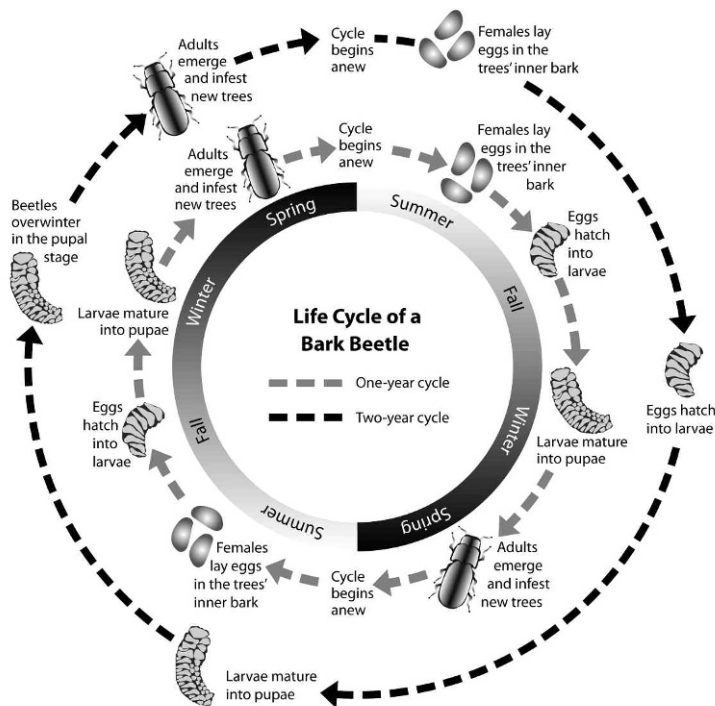 Adults
emerge
and infest
new trees
Cycle
begins
anew
Females lay
eggs in the
trees' inner
bark
Eggs hatch
into larvae
Larvae mature
into pupae
Beetles
overwinter
in the pupal
stage
Adults
emerge
and infest
new trees
Cycle
begins
anew
Females lay
eggs in the
trees' inner
bark
Eggs
hatch
into
larvae
Larvae mature
into pupae
Adults
emerge
and infest
new trees
Cycle
begins
anew
Females
lay eggs
in the trees'
inner bark
Eggs
hatch
into
larvae
Larvae mature
into pupae
Spring
Summer
Fall
Winter
Spring
Summer
Fall
Winter
Life Cycle of a
Bark Beetle
One-year cycle
Two-year cycle